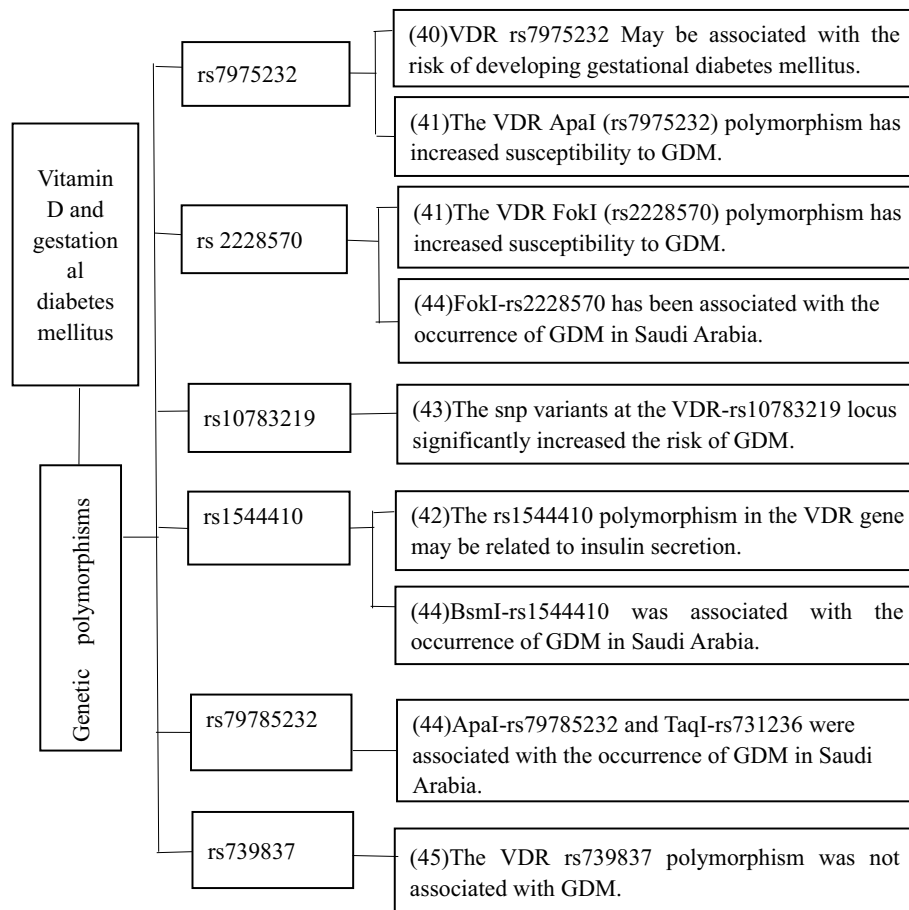 Vitamin
D and
gestation
al
diabetes
mellitus
Genetic polymorphisms
rs7975232
(40)VDR rs7975232 May be associated with the
risk of developing gestational diabetes mellitus.
(41)The VDR ApaI (rs7975232) polymorphism has
increased susceptibility to GDM.
rs 2228570
(41)The VDR FokI (rs2228570) polymorphism has
increased susceptibility to GDM.
(44)FokI-rs2228570 has been associated with the
occurrence of GDM in Saudi Arabia.
rs10783219
(43)The snp variants at the VDR-rs10783219 locus
significantly increased the risk of GDM.
rs1544410
(42)The rs1544410 polymorphism in the VDR gene
may be related to insulin secretion.
(44)BsmI-rs1544410 was associated with the
occurrence of GDM in Saudi Arabia.
rs79785232
(44)ApaI-rs79785232 and TaqI-rs731236 were
associated with the occurrence of GDM in Saudi
Arabia.
rs739837
(45)The VDR rs739837 polymorphism was not
associated with GDM.